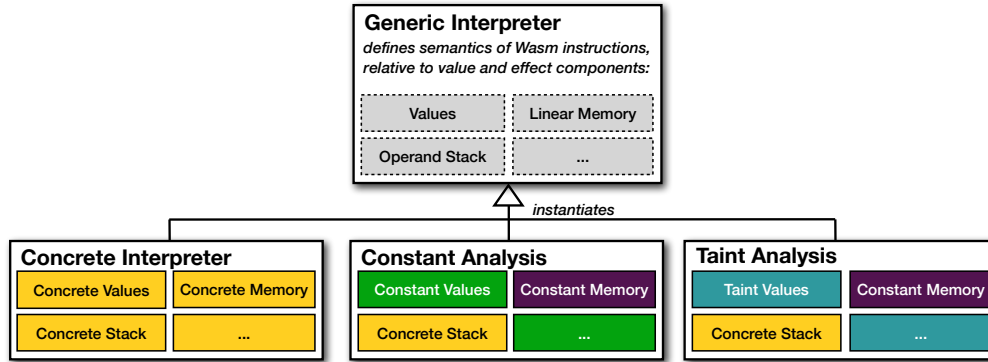 Generic Interpreter
defines semantics of Wasm instructions,
relative to value and effect components:
Values
Linear Memory
Operand Stack
...
instantiates
Concrete Interpreter
Concrete Values
Concrete Memory
Concrete Stack
...
Constant Analysis
Constant Values
Constant Memory
Concrete Stack
...
Taint Analysis
Taint Values
Constant Memory
Concrete Stack
...